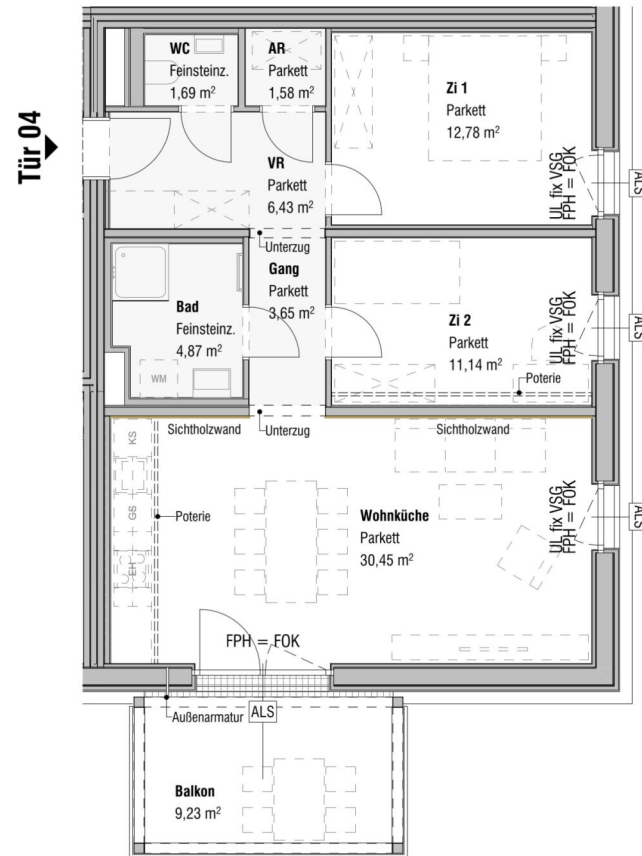 Tür 04
WC
Feinsteinz.
1,69 m²
AR
Parkett
1,58 m²
Zi 1
Parkett
12,78 m²
UL fix VSG
FPH = FOK
ALS
VR
Parkett
6,43 m²
Unterzug
Gang
Parkett
3,65 m²
Bad
Feinsteinz.
4,87 m²
WM
Zi 2
Parkett
11,14 m²
UL fix VSG
FPH = FOK
ALS
Poterie
Sichtholzwand
Unterzug
Sichtholzwand
KS
GS
EH
Poterie
Wohnküche
Parkett
30,45 m²
UL fix VSG
FPH = FOK
ALS
FPH = FOK
Außenarmatur
ALS
Balkon
9,23 m²